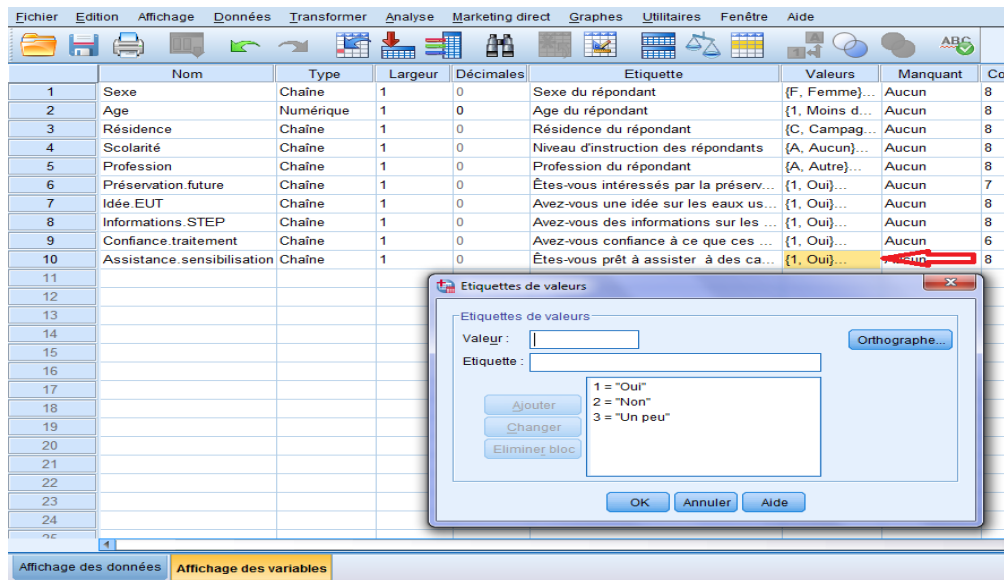 Fichier Edition Affichage Données Transformer Analyse Marketing direct Graphes Utilitaires Fenêtre Aide
A
1 4
ABC
Nom Type Largeur Décimales Etiquette Valeurs Manquant Co
1 Sexe Chaîne 1 0 Sexe du répondant {F, Femme}... Aucun 8
2 Age Numérique 1 0 Age du répondant {1, Moins d... Aucun 8
3 Résidence Chaîne 1 0 Résidence du répondant {C, Campag... Aucun 8
4 Scolarité Chaîne 1 0 Niveau d'instruction des répondants {A, Aucun}... Aucun 8
5 Profession Chaîne 1 0 Profession du répondant {A, Autre}... Aucun 8
6 Préservation.future Chaîne 1 0 Êtes-vous intéressés par la préserv... {1, Oui}... Aucun 7
7 Idée.EUT Chaîne 1 0 Avez-vous une idée sur les eaux us... {1, Oui}... Aucun 8
8 Informations.STEP Chaîne 1 0 Avez-vous des informations sur les ... {1, Oui}... Aucun 8
9 Confiance.traitement Chaîne 1 0 Avez-vous confiance à ce que ces ... {1, Oui}... Aucun 6
10 Assistance.sensibilisation Chaîne 1 0 Êtes-vous prêt à assister à des ca... {1, Oui}... Aucun 8
11
12
13
14
15
16
17
18
19
20
21
22
23
24
25
Etiquettes de valeurs
Etiquettes de valeurs
Valeur :
Orthographe...
Etiquette :
1 = "Oui"
2 = "Non"
3 = "Un peu"
Ajouter
Changer
Eliminer bloc
OK Annuler Aide
Affichage des données Affichage des variables